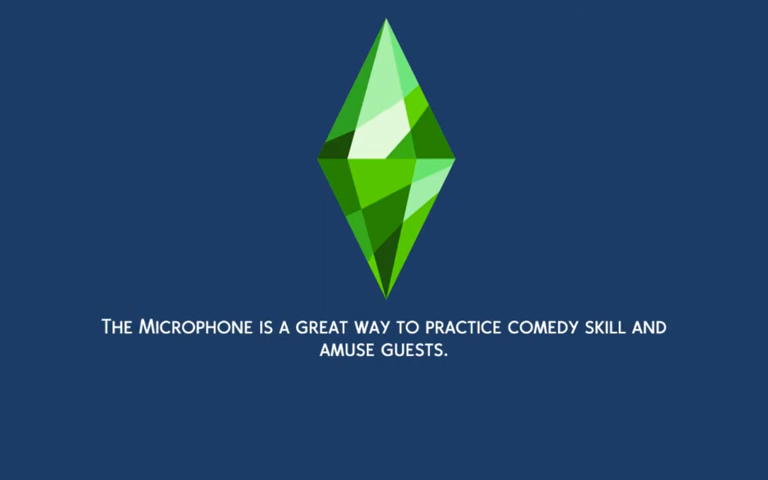 The Microphone is a great way to practice comedy skill and
amuse guests.